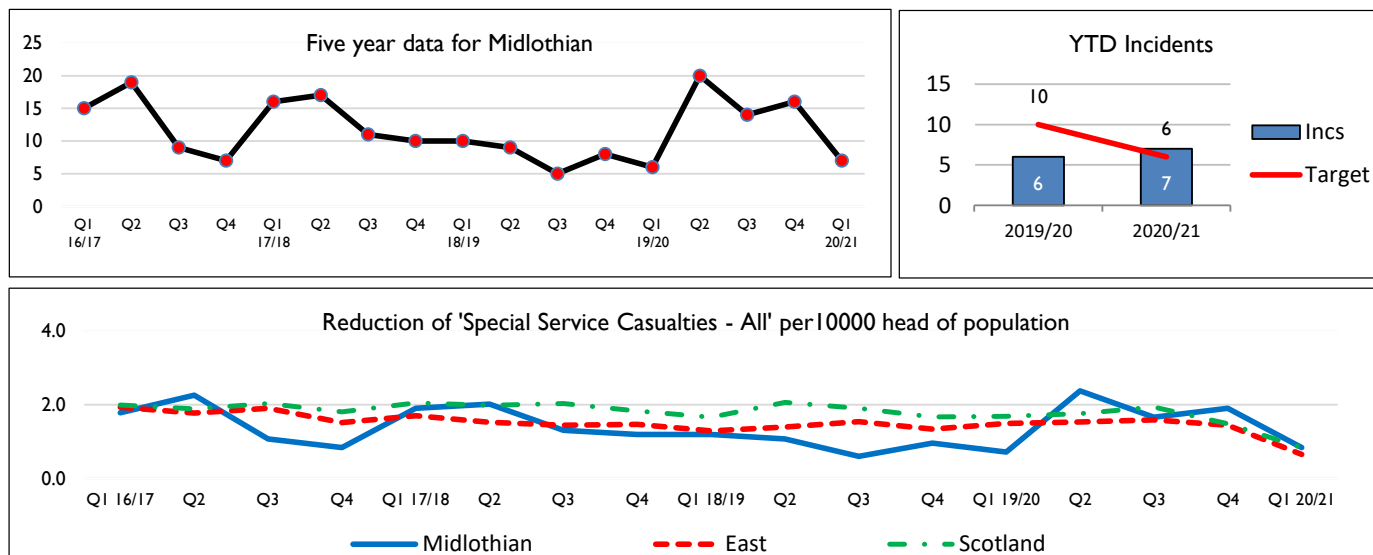 Five year data for Midlothian
25
20
15
10
5
0
Q1 Q2 Q3 Q4 Q1 Q2 Q3 Q4 Q1 Q2 Q3 Q4 Q1 Q2 Q3 Q4 Q1
16/17 17/18 18/19 19/20 20/21
YTD Incidents
15
10
5
0
10
6
6
7
2019/20 2020/21
Incs
Target
Reduction of 'Special Service Casualties - All' per10000 head of population
4.0
2.0
0.0
Q1 16/17 Q2 Q3 Q4 Q1 17/18 Q2 Q3 Q4 Q1 18/19 Q2 Q3 Q4 Q1 19/20 Q2 Q3 Q4 Q1 20/21
Midlothian East Scotland